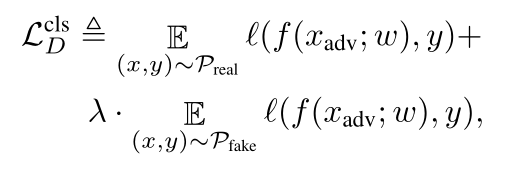 ℒ_D^cls ≜ 𝔼_{(x,y)∼𝒫_real} ℓ(f(x_adv; w), y)+
λ · 𝔼_{(x,y)∼𝒫_fake} ℓ(f(x_adv; w), y),